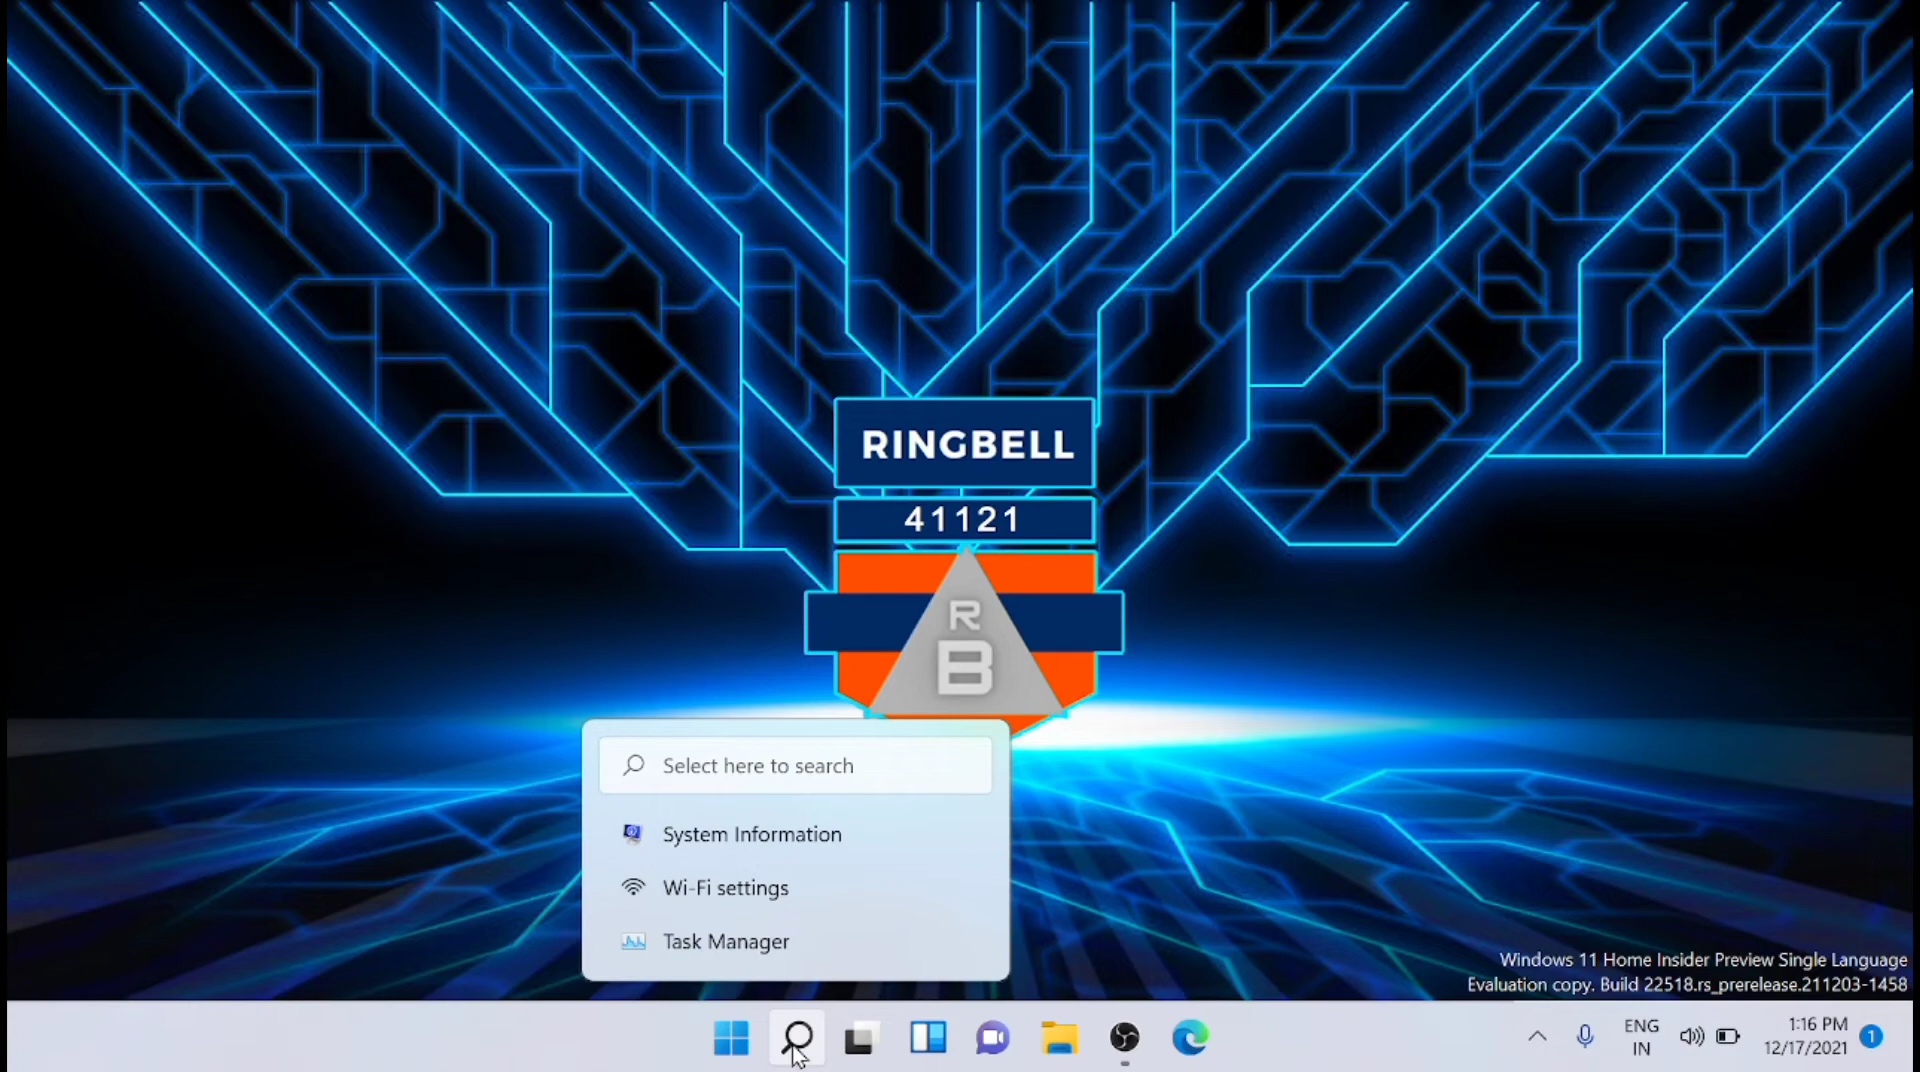 RINGBELL
41121
R
B
Select here to search
System Information
Wi-Fi settings
Task Manager
Windows 11 Home Insider Preview Single Language
Evaluation copy. Build 22518.rs_prerelease.211203-1458
ENG
IN
1:16 PM
12/17/2021
1